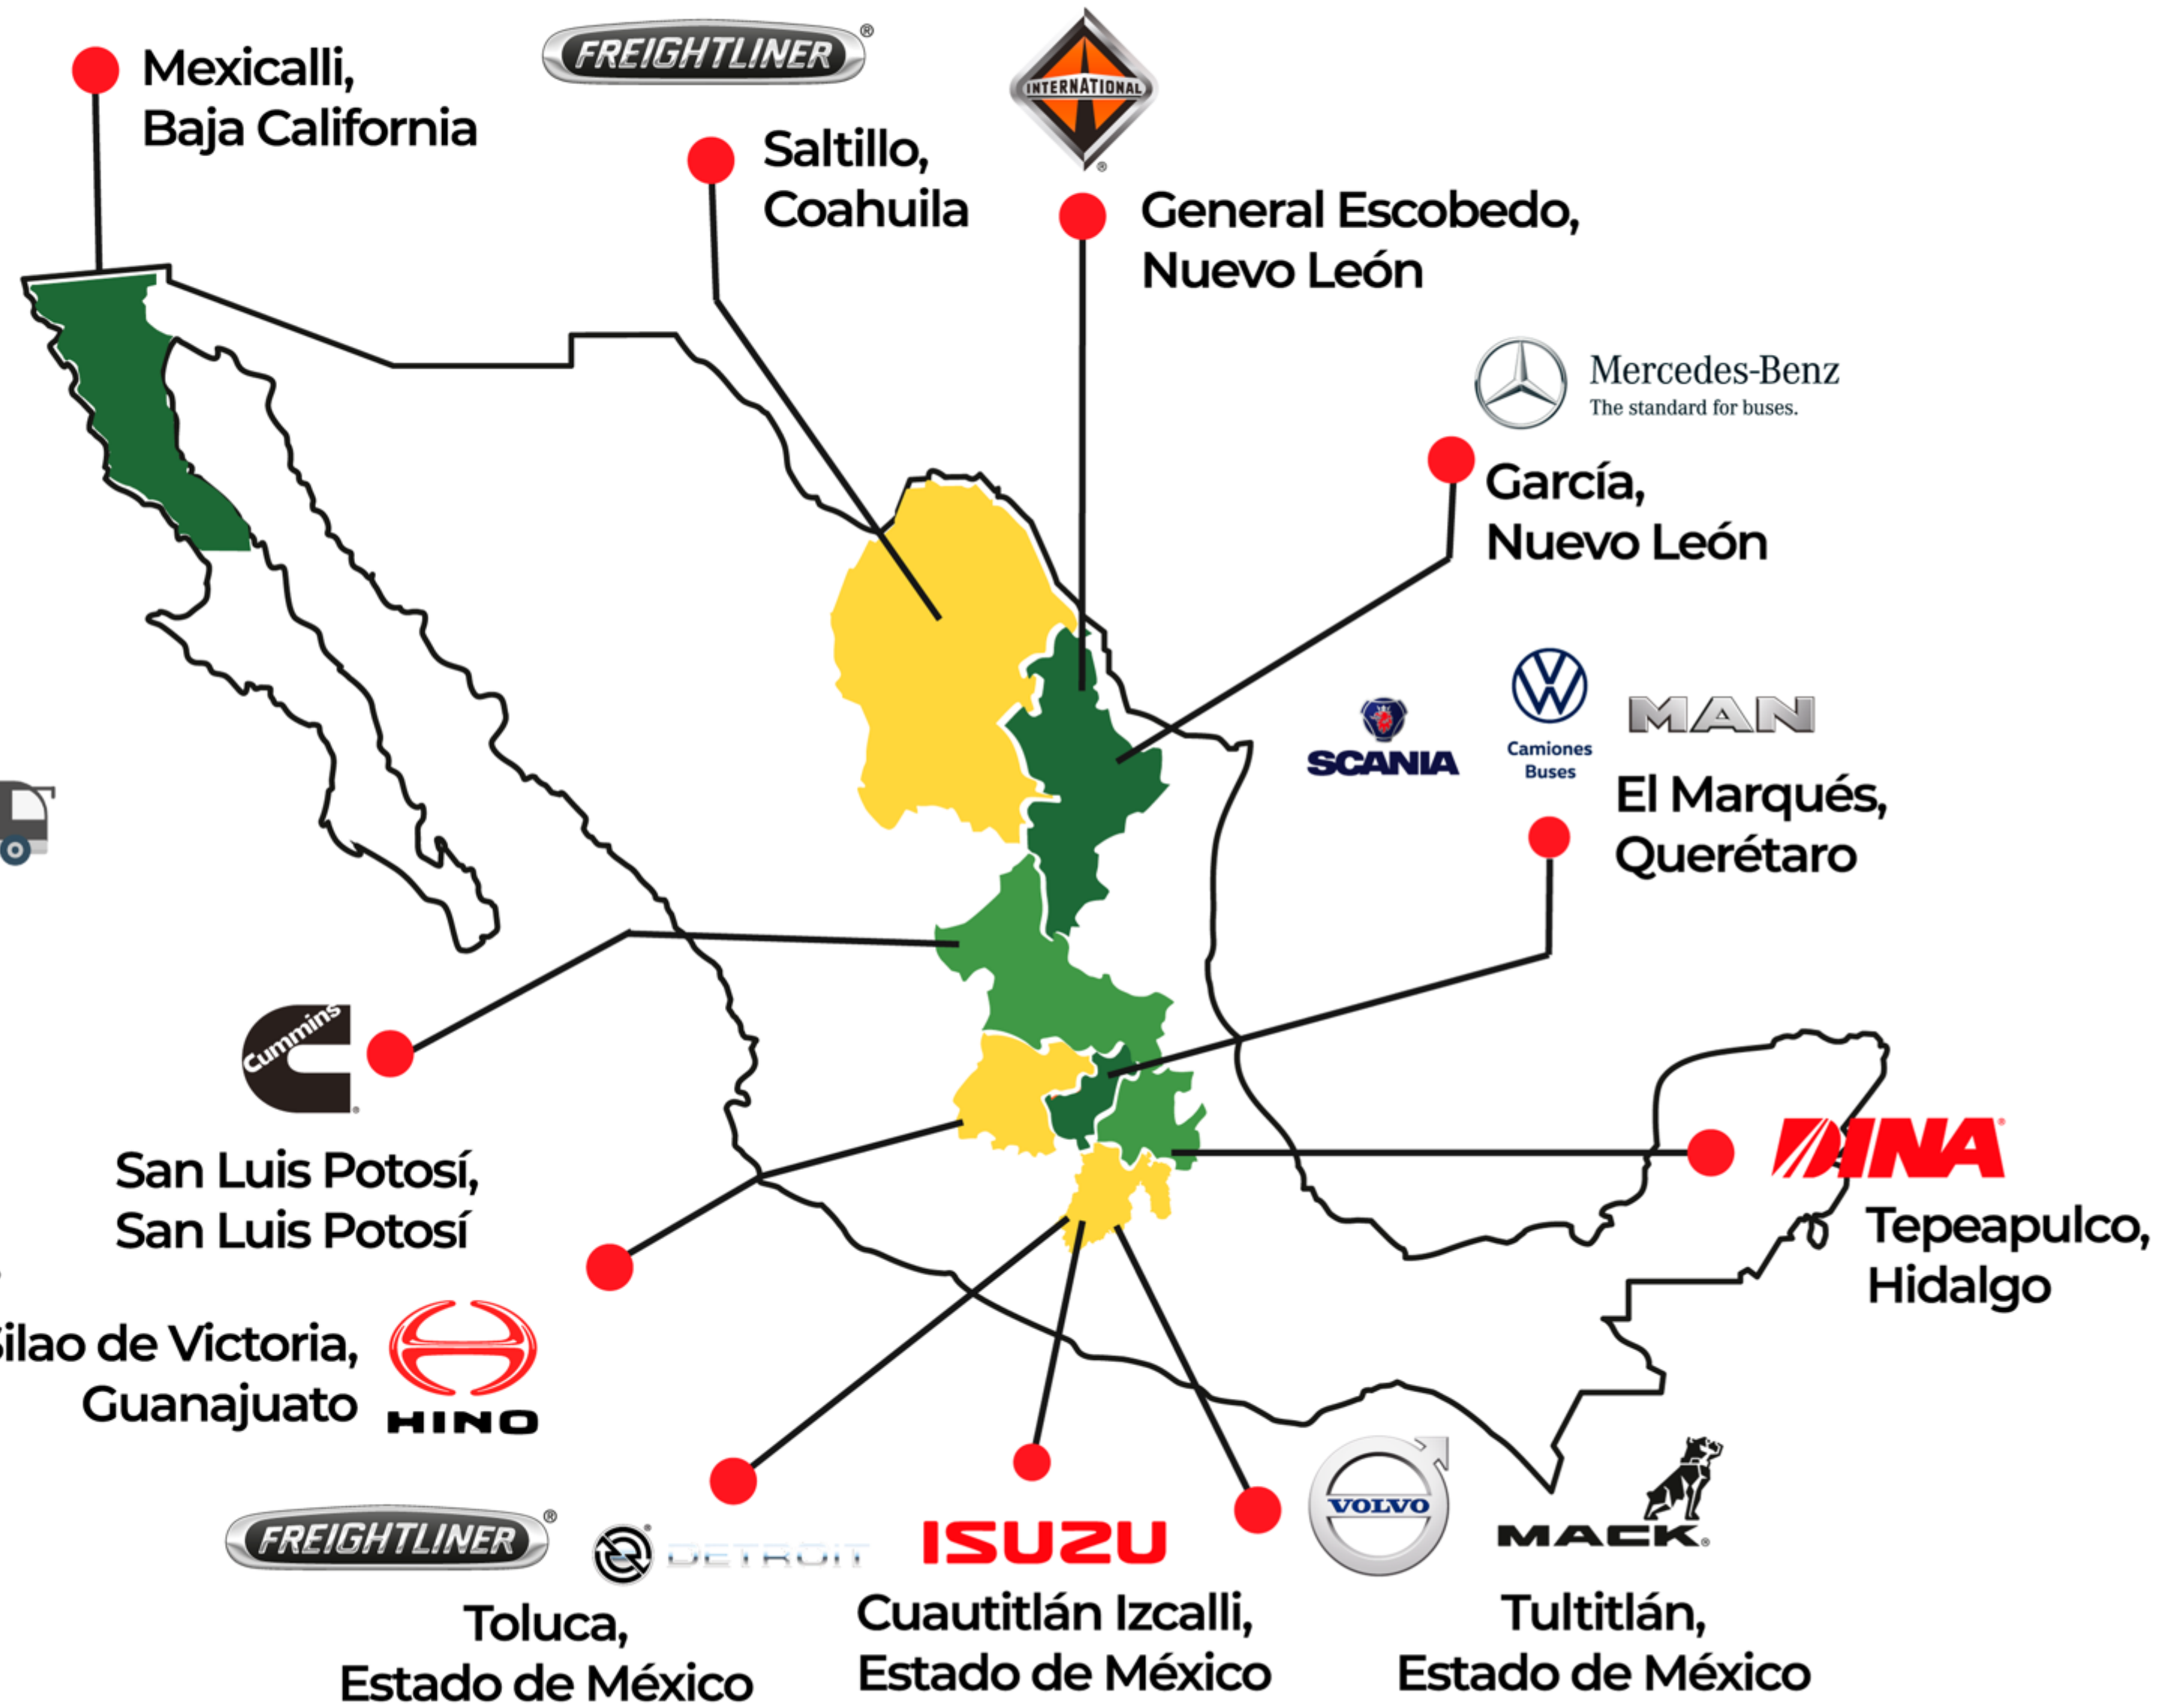 Mexicalli,
Baja California
FREIGHTLINER®
Saltillo,
Coahuila
INTERNATIONAL
®
General Escobedo,
Nuevo León
Mercedes-Benz
The standard for buses.
García,
Nuevo León
SCANIA
Camiones
Buses
MAN
El Marqués,
Querétaro
Cummins
®
San Luis Potosí,
San Luis Potosí
DINA®
Tepeapulco,
Hidalgo
de Victoria,
Guanajuato
HINO
FREIGHTLINER®
DETROIT
Toluca,
Estado de México
ISUZU
Cuautitlán Izcalli,
Estado de México
VOLVO
MACK®
Tultitlán,
Estado de México